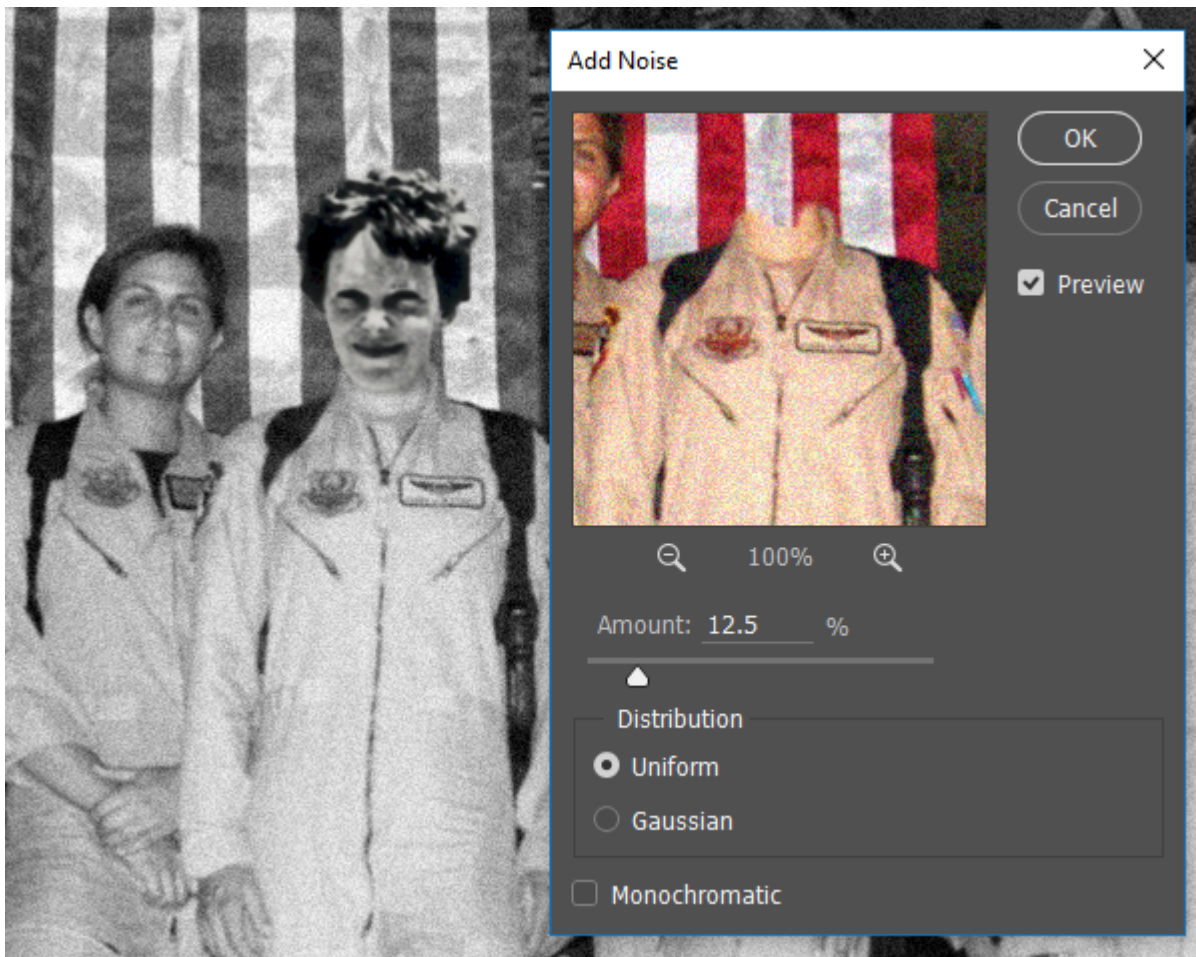 Add Noise
OK
Cancel
Preview
100%
Amount: 12.5 %
Distribution
Uniform
Gaussian
Monochromatic